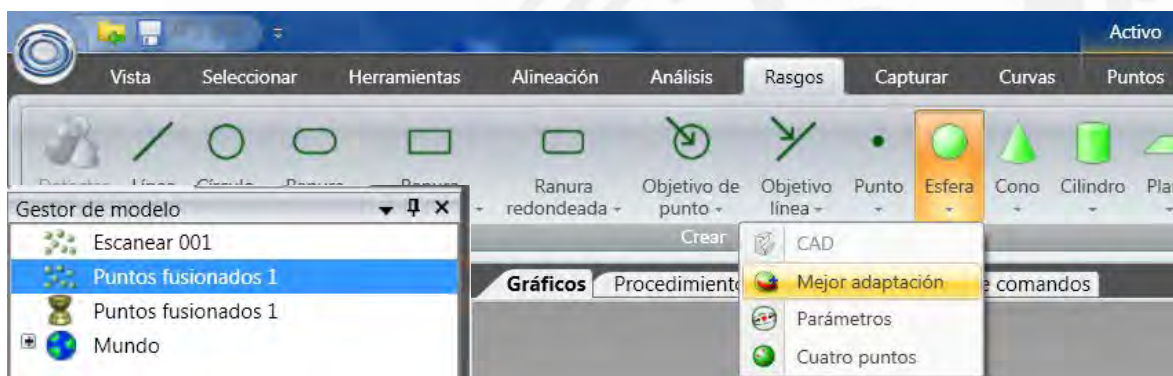 Activo
Vista Seleccionar Herramientas Alineación Análisis Rasgos Capturar Curvas Puntos
Ranura redondeada Objetivo de punto Objetivo línea Punto Esfera Cono Cilindro
Crear
Gestor de modelo
Escanear 001
Puntos fusionados 1
Puntos fusionados 1
Mundo
CAD
Mejor adaptación
Parámetros
Cuatro puntos
Gráficos Procedimiento comandos